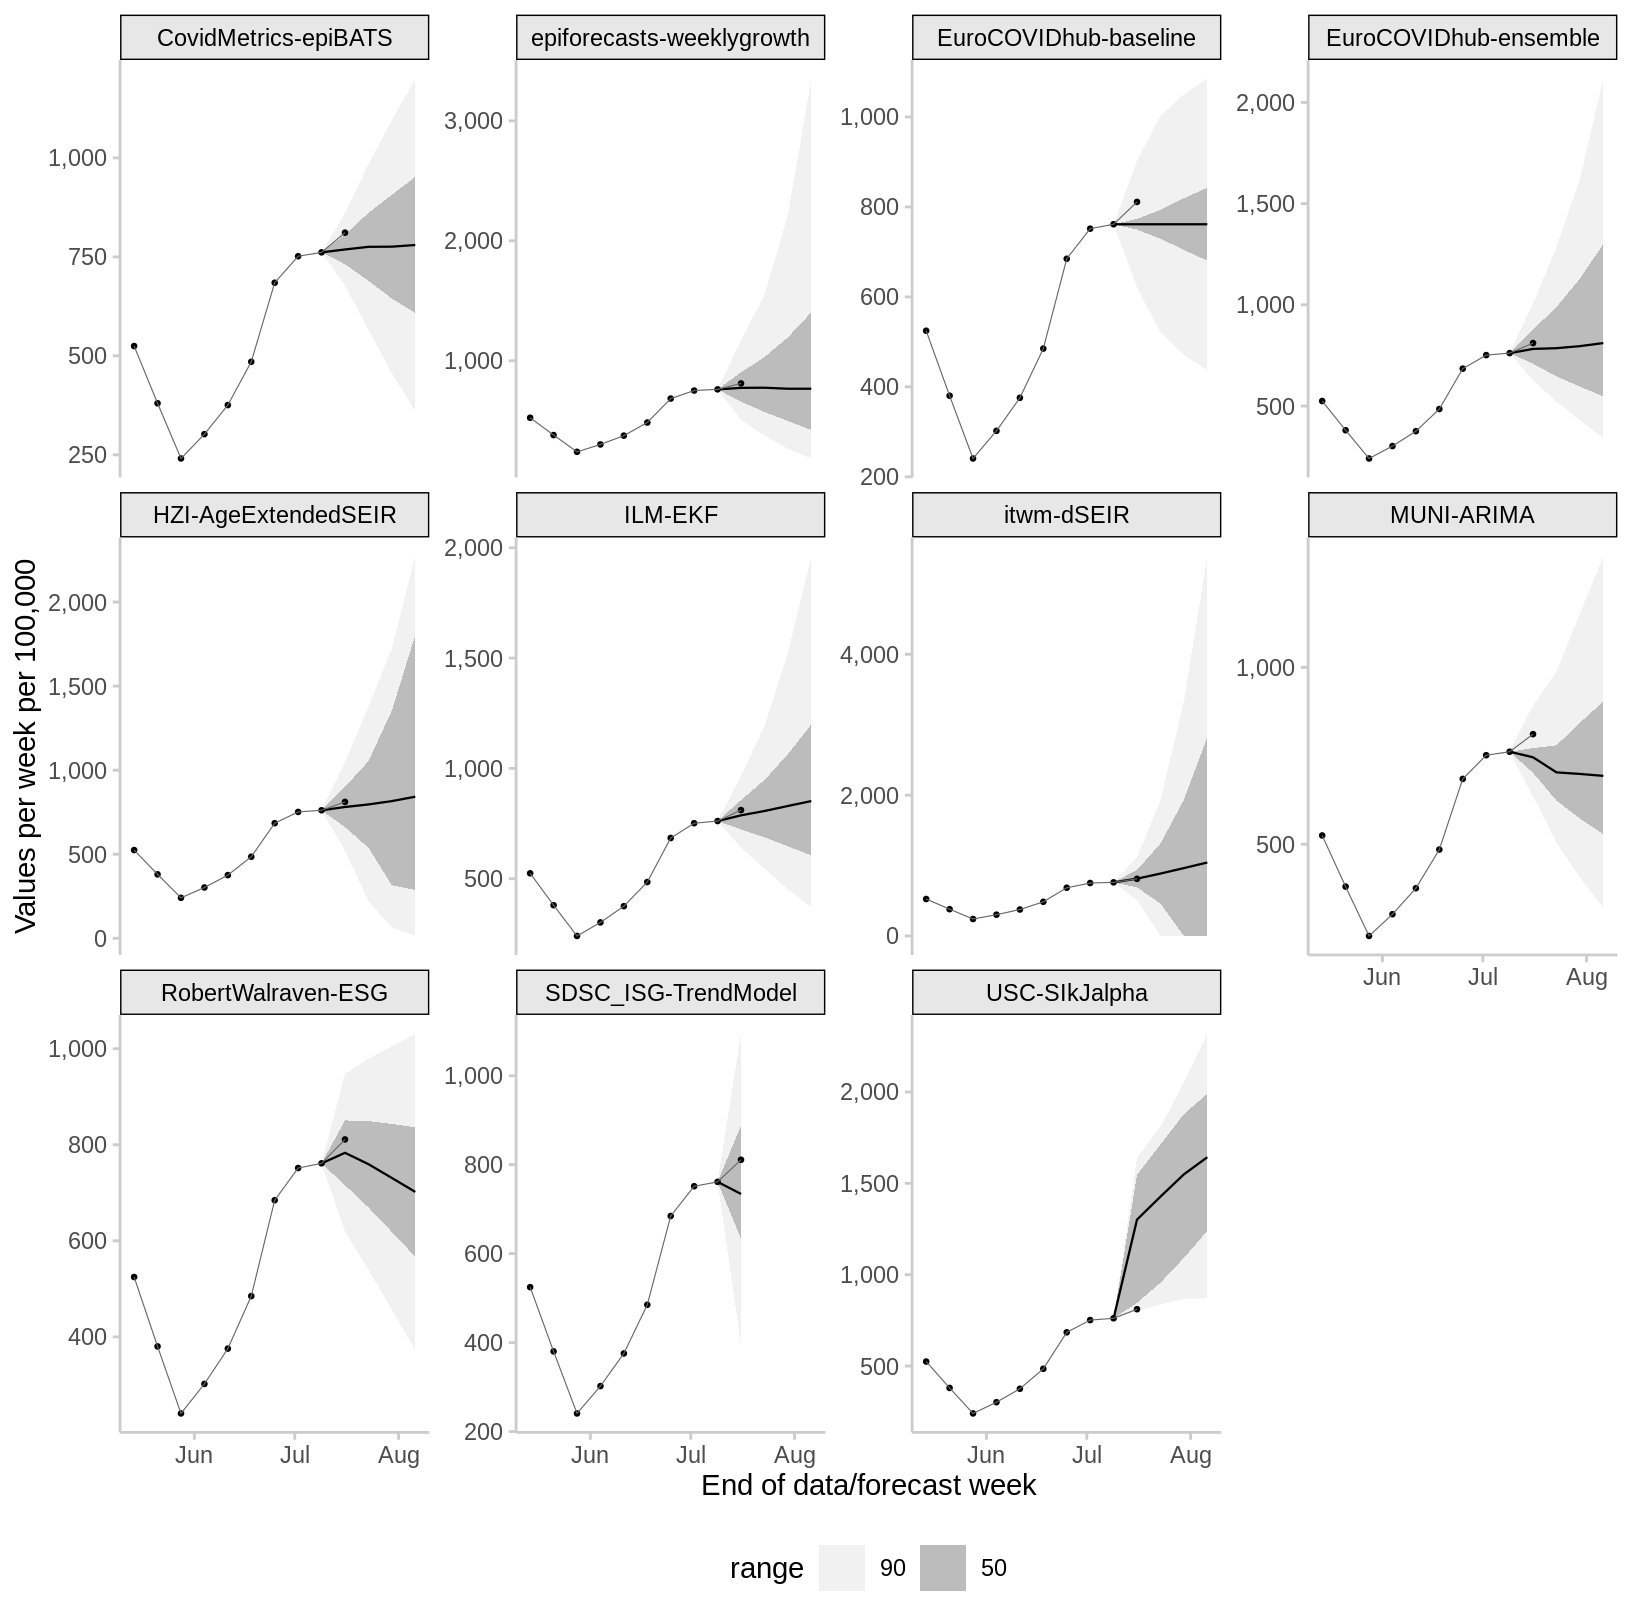 CovidMetrics-epiBATS
epiforecasts-weeklygrowth
EuroCOVIDhub-baseline
EuroCOVIDhub-ensemble
1,000
750
500
250
3,000
2,000
1,000
1,000
800
600
400
200
2,000
1,500
1,000
500
HZI-AgeExtendedSEIR
ILM-EKF
itwm-dSEIR
MUNI-ARIMA
Values per week per 100,000
2,000
1,500
1,000
500
0
2,000
1,500
1,000
500
4,000
2,000
0
1,000
500
Jun Jul Aug
RobertWalraven-ESG
SDSC_ISG-TrendModel
USC-SIkJalpha
1,000
800
600
400
1,000
800
600
400
200
2,000
1,500
1,000
500
Jun Jul Aug
Jun Jul Aug
Jun Jul Aug
End of data/forecast week
range 90 50